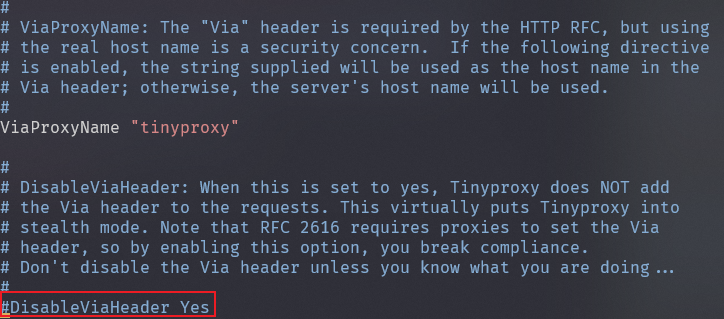 #
# ViaProxyName: The "Via" header is required by the HTTP RFC, but using
# the real host name is a security concern.  If the following directive
# is enabled, the string supplied will be used as the host name in the
# Via header; otherwise, the server's host name will be used.
#
ViaProxyName "tinyproxy"

#
# DisableViaHeader: When this is set to yes, Tinyproxy does NOT add
# the Via header to the requests. This virtually puts Tinyproxy into
# stealth mode. Note that RFC 2616 requires proxies to set the Via
# header, so by enabling this option, you break compliance.
# Don't disable the Via header unless you know what you are doing...
#
#DisableViaHeader Yes